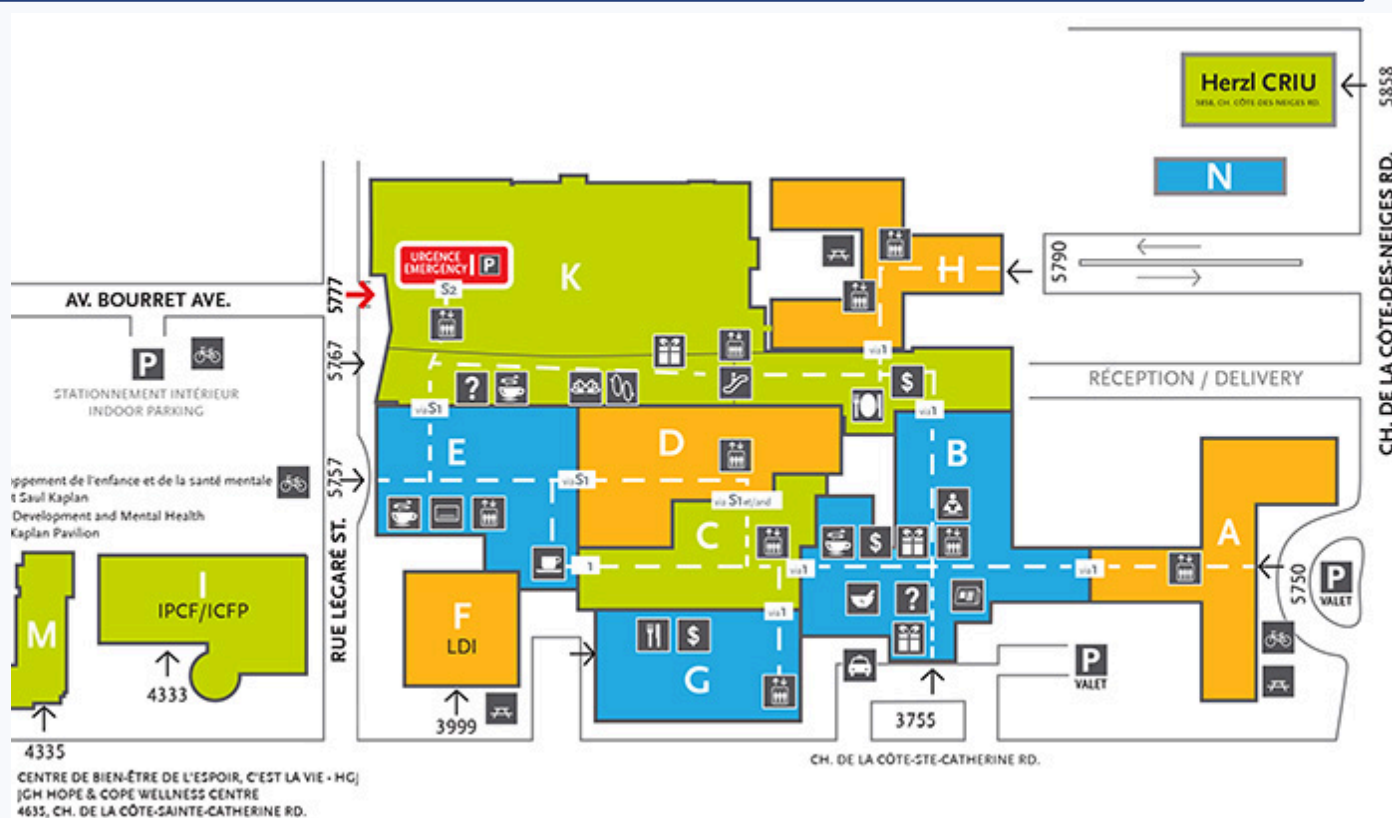 Herzl CRIU
5858, CH. CÔTE DES NEIGES RD.
5858
N
CH. DE LA CÔTE-DES-NEIGES RD.
URGENCE
EMERGENCY
P
S2
K
H
5790
AV. BOURRET AVE.
5777
5767
P
STATIONNEMENT INTÉRIEUR
INDOOR PARKING
via 1
RÉCEPTION / DELIVERY
?
$
via S1
via 1
E
D
B
5757
via S1
via S1 et/and
ppement de l'enfance et de la santé mentale
t Saul Kaplan
Development and Mental Health
Kaplan Pavilion
RUE LÉGARÉ ST.
C
$
A
1
via 1
via 1
5750
P
VALET
I
IPCF/ICFP
M
F
LDI
via 1
?
$
G
P
VALET
4333
4335
3999
3755
CH. DE LA CÔTE-STE-CATHERINE RD.
CENTRE DE BIEN-ÊTRE DE L'ESPOIR, C'EST LA VIE - HGJ
JGH HOPE & COPE WELLNESS CENTRE
4635, CH. DE LA CÔTE-SAINTE-CATHERINE RD.